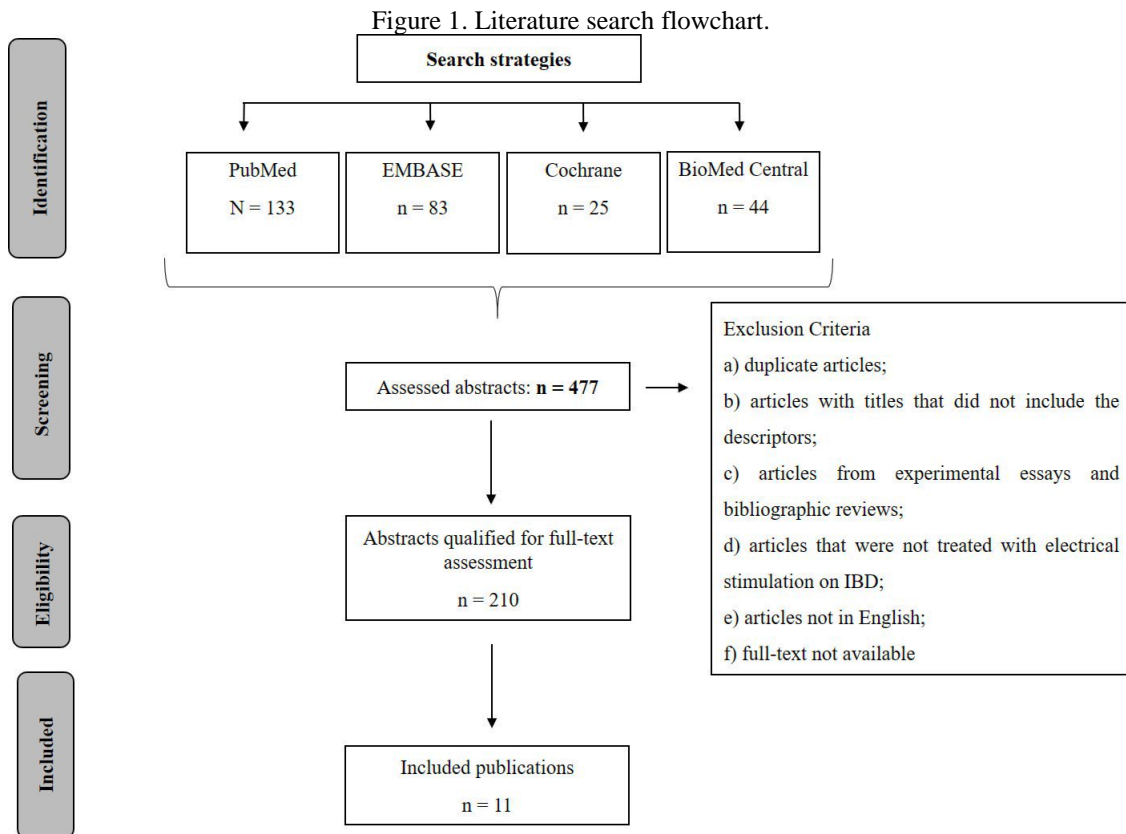 Figure 1. Literature search flowchart.
Search strategies
Identification
PubMed
N = 133
EMBASE
n = 83
Cochrane
n = 25
BioMed Central
n = 44
Screening
Assessed abstracts: n = 477
Exclusion Criteria
a) duplicate articles;
b) articles with titles that did not include the
descriptors;
c) articles from experimental essays and
bibliographic reviews;
d) articles that were not treated with electrical
stimulation on IBD;
e) articles not in English;
f) full-text not available
Eligibility
Abstracts qualified for full-text
assessment
n = 210
Included
Included publications
n = 11